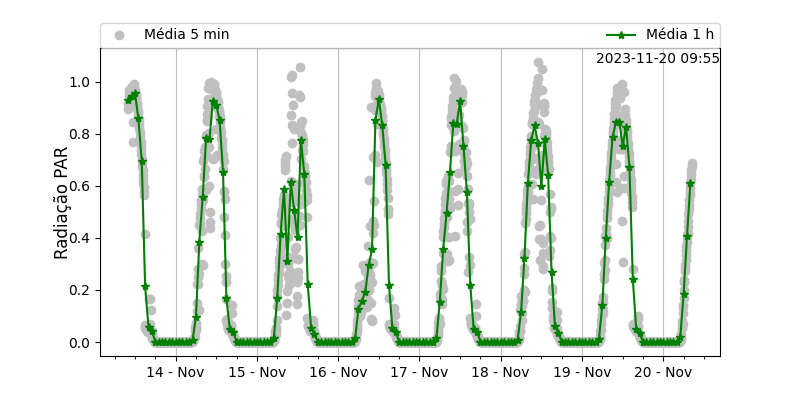 Média 5 min
Média 1 h
2023-11-20 09:55
Radiação PAR
1.0
0.8
0.6
0.4
0.2
0.0
14 - Nov
15 - Nov
16 - Nov
17 - Nov
18 - Nov
19 - Nov
20 - Nov